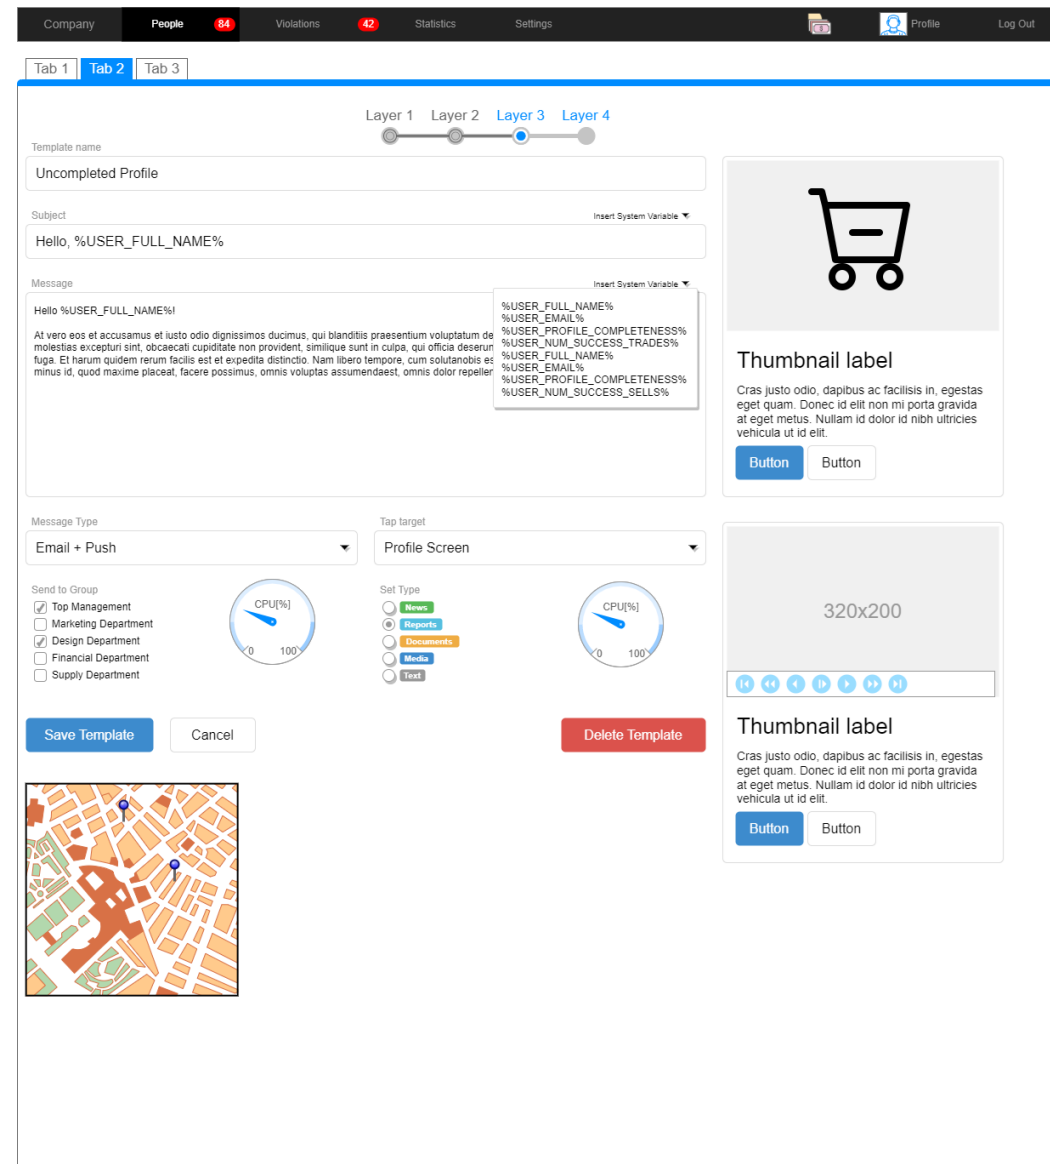 Company People 84 Violations 42 Statistics Settings Profile Log Out
Tab 1 Tab 2 Tab 3
Layer 1 Layer 2 Layer 3 Layer 4
Template name
Uncompleted Profile
Subject Insert System Variable
Hello, %USER_FULL_NAME%
Message Insert System Variable
Hello %USER_FULL_NAME%!
At vero eos et accusamus et iusto odio dignissimos ducimus, qui blanditiis praesentium voluptatum de
molestias excepturi sint, obcaecati cupiditate non provident, similique sunt in culpa, qui officia deserun
fuga. Et harum quidem rerum facilis est et expedita distinctio. Nam libero tempore, cum solutanobis es
minus id, quod maxime placeat, facere possimus, omnis voluptas assumendaest, omnis dolor repeller
%USER_FULL_NAME%
%USER_EMAIL%
%USER_PROFILE_COMPLETENESS%
%USER_NUM_SUCCESS_TRADES%
%USER_FULL_NAME%
%USER_EMAIL%
%USER_PROFILE_COMPLETENESS%
%USER_NUM_SUCCESS_SELLS%
Thumbnail label
Cras justo odio, dapibus ac facilisis in, egestas
eget quam. Donec id elit non mi porta gravida
at eget metus. Nullam id dolor id nibh ultricies
vehicula ut id elit.
Button Button
Message Type
Email + Push
Tap target
Profile Screen
Send to Group
Top Management
Marketing Department
Design Department
Financial Department
Supply Department
CPU[%]
0 100
Set Type
News
Reports
Documents
Media
Text
CPU[%]
0 100
Save Template Cancel Delete Template
320x200
Thumbnail label
Cras justo odio, dapibus ac facilisis in, egestas
eget quam. Donec id elit non mi porta gravida
at eget metus. Nullam id dolor id nibh ultricies
vehicula ut id elit.
Button Button